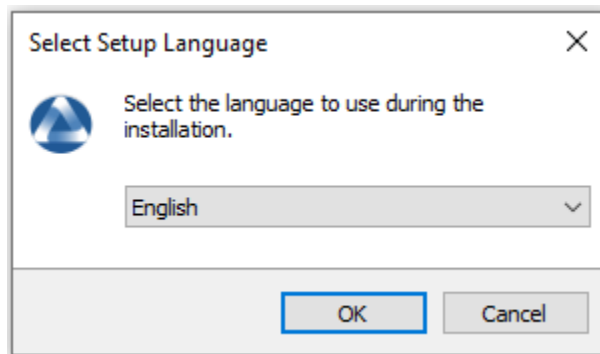 Select Setup Language
Select the language to use during the
installation.
English
OK
Cancel